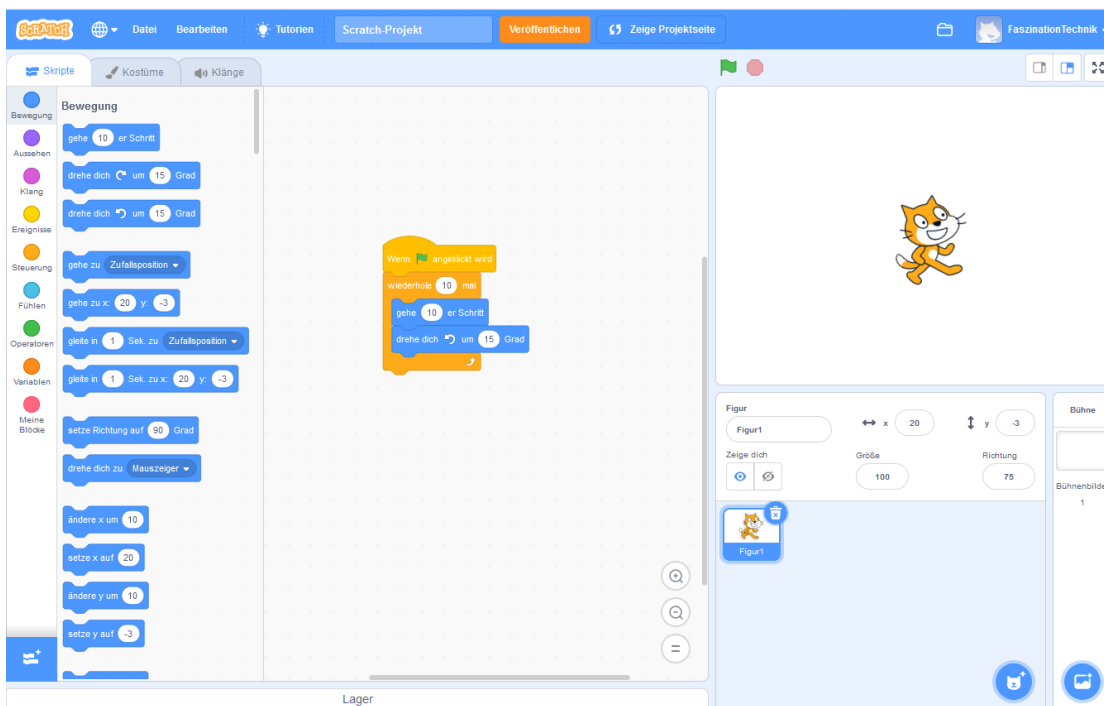 SCRATCH
Datei
Bearbeiten
Tutorien
Scratch-Projekt
Veröffentlichen
Zeige Projektseite
FaszinationTechnik
Skripte
Kostüme
Klänge
Bewegung
Aussehen
Klang
Ereignisse
Steuerung
Fühlen
Operatoren
Variablen
Meine
Blöcke
Bewegung
gehe 10 er Schritt
drehe dich um 15 Grad
drehe dich um 15 Grad
gehe zu Zufallsposition
gehe zu x: 20 y: -3
gleite in 1 Sek. zu Zufallsposition
gleite in 1 Sek. zu x: 20 y: -3
setze Richtung auf 90 Grad
drehe dich zu Mauszeiger
ändere x um 10
setze x auf 20
ändere y um 10
setze y auf -3
Wenn angeklickt wird
wiederhole 10 mal
gehe 10 er Schritt
drehe dich um 15 Grad
Lager
Figur
Figur1
x 20
y -3
Zeige dich
Größe
100
Richtung
75
Figur1
Bühne
Bühnenbilde
1